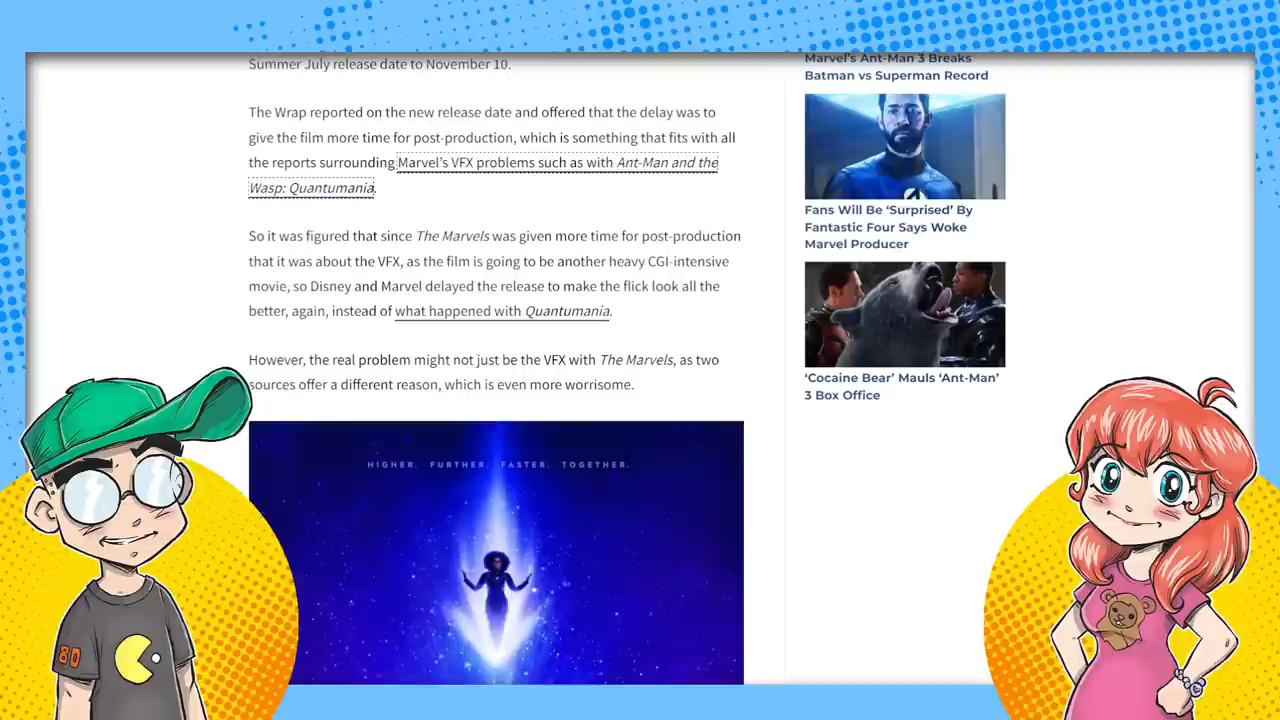 Summer July release date to November 10.
The Wrap reported on the new release date and offered that the delay was to
give the film more time for post-production, which is something that fits with all
the reports surrounding Marvel's VFX problems such as with Ant-Man and the
Wasp: Quantumania.
So it was figured that since The Marvels was given more time for post-production
that it was about the VFX, as the film is going to be another heavy CGI-intensive
movie, so Disney and Marvel delayed the release to make the flick look all the
better, again, instead of what happened with Quantumania.
However, the real problem might not just be the VFX with The Marvels, as two
sources offer a different reason, which is even more worrisome.
HIGHER. FURTHER. FASTER. TOGETHER.
Marvel's Ant-Man 3 Breaks
Batman vs Superman Record
Fans Will Be 'Surprised' By
Fantastic Four Says Woke
Marvel Producer
'Cocaine Bear' Mauls 'Ant-Man'
3 Box Office
80